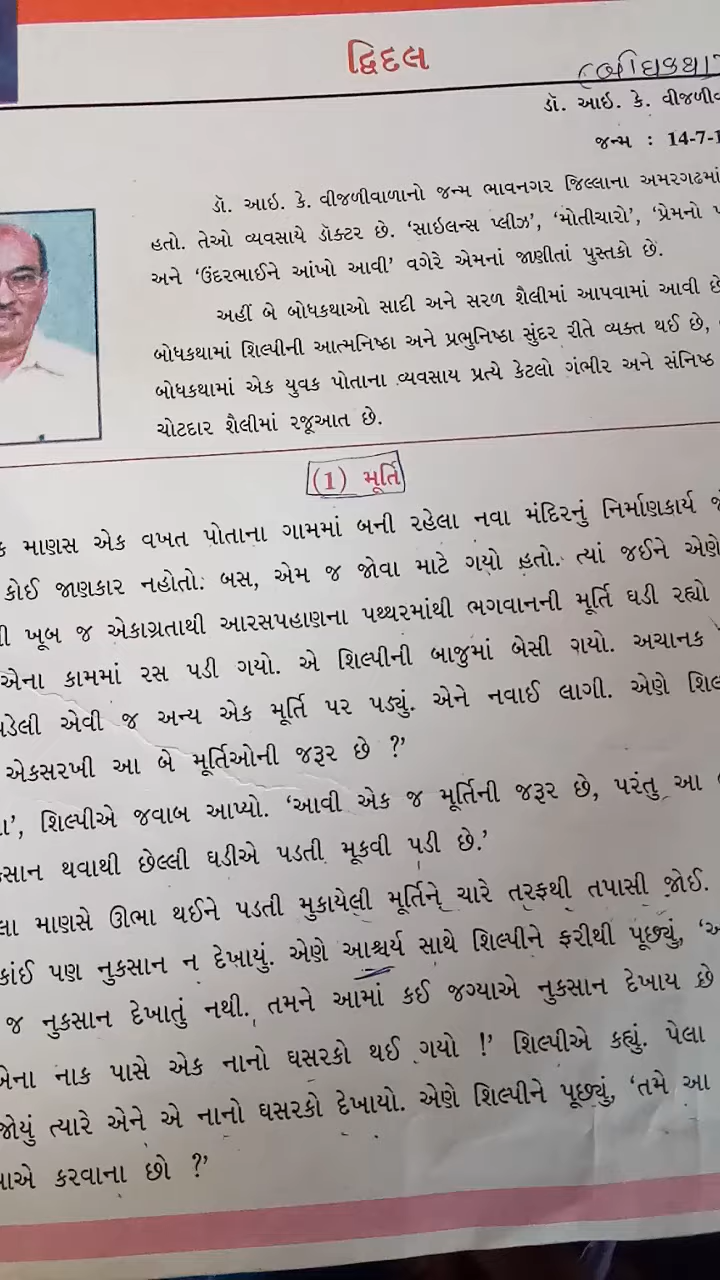 દ્વિદલ
ડૉ. આઇ. કે.
જન્મ : 14-7-1
ડૉ. આઇ. કે. વીજળીવાળાનો જન્મ ભાવનગર જિલ્લાના અમરગઢમાં
હતો. તેઓ વ્યવસાયે ડૉક્ટર છે. ‘સાઇલન્સ પ્લીઝ’, ‘મોતીચારો’, ‘પ્રેમનો
અને ‘ઉંદરભાઈને આંખો આવી’ વગેરે એમનાં જાણીતાં પુસ્તકો છે.
અહીં બે બોધકથાઓ સાદી અને સરળ શૈલીમાં આપવામાં આવી છે
બોધકથામાં શિલ્પીની આત્મનિષ્ઠા અને પ્રભુનિષ્ઠા સુંદર રીતે વ્યક્ત થઈ છે,
બોધકથામાં એક યુવક પોતાના વ્યવસાય પ્રત્યે કેટલો ગંભીર અને સંનિષ્ઠ
ચોટદાર શૈલીમાં રજૂઆત છે.
(1) મૂર્તિ
માણસ એક વખત પોતાના ગામમાં બની રહેલા નવા મંદિરનું નિર્માણકાર્ય
કોઈ જાણકાર નહોતો. બસ, એમ જ જોવા માટે ગયો હતો. ત્યાં જઈને એણે
ખૂબ જ એકાગ્રતાથી આરસપહાણના પથ્થરમાંથી ભગવાનની મૂર્તિ ઘડી રહ્યો
એના કામમાં રસ પડી ગયો. એ શિલ્પીની બાજુમાં બેસી ગયો. અચાનક
એવી જ અન્ય એક મૂર્તિ પર પડ્યું. એને નવાઈ લાગી. એણે
એકસરખી આ બે મૂર્તિઓની જરૂર છે ?’
શિલ્પીએ જવાબ આપ્યો. ‘આવી એક જ મૂર્તિની જરૂર છે, પરંતુ આ
થવાથી છેલ્લી ઘડીએ પડતી મૂકવી પડી છે.’
માણસે ઊભા થઈને પડતી મુકાયેલી મૂર્તિને ચારે તરફથી તપાસી જોઈ.
કાંઈ પણ નુકસાન ન દેખાયું. એણે આશ્ચર્ય સાથે શિલ્પીને ફરીથી પૂછ્યું,
જ નુકસાન દેખાતું નથી. તમને આમાં કઈ જગ્યાએ નુકસાન દેખાય છે
નાક પાસે એક નાનો ઘસરકો થઈ ગયો !’ શિલ્પીએ કહ્યું. પેલા
જોયું ત્યારે એને એ નાનો ઘસરકો દેખાયો. એણે શિલ્પીને પૂછ્યું, ‘તમે આ
કરવાના છો ?’